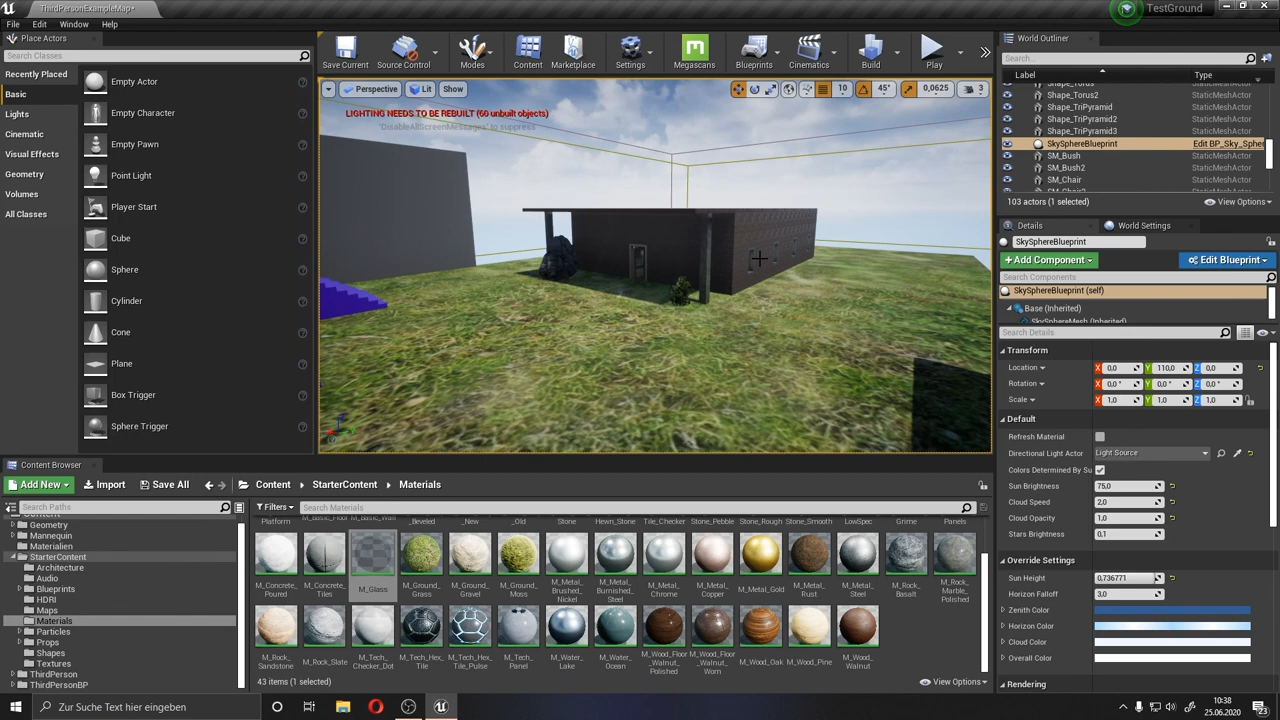 ThirdPersonExampleMap*
TestGround
File Edit Window Help
Place Actors
Search Classes
Recently Placed
Basic
Lights
Cinematic
Visual Effects
Geometry
Volumes
All Classes
Empty Actor
Empty Character
Empty Pawn
Point Light
Player Start
Cube
Sphere
Cylinder
Cone
Plane
Box Trigger
Sphere Trigger
Save Current Source Control Modes Content Marketplace Settings Megascans Blueprints Cinematics Build Play
Perspective Lit Show 10 45° 0,0625 3
LIGHTING NEEDS TO BE REBUILT (60 unbuilt objects)
'DisableAllScreenMessages' to suppress
World Outliner
Search...
Label Type
Shape_Torus2 StaticMeshActor
Shape_TriPyramid StaticMeshActor
Shape_TriPyramid2 StaticMeshActor
Shape_TriPyramid3 StaticMeshActor
SkySphereBlueprint Edit BP_Sky_Spher
SM_Bush StaticMeshActor
SM_Bush2 StaticMeshActor
SM_Chair StaticMeshActor
103 actors (1 selected) View Options
Details World Settings
SkySphereBlueprint
+Add Component Edit Blueprint
Search Components
SkySphereBlueprint (self)
Base (Inherited)
SkySphereMesh (Inherited)
Search Details
Transform
Location X 0,0 Y 110,0 Z 0,0
Rotation X 0,0 ° Y 0,0 ° Z 0,0 °
Scale X 1,0 Y 1,0 Z 1,0
Default
Refresh Material
Directional Light Actor Light Source
Colors Determined By Su
Sun Brightness 75,0
Cloud Speed 2,0
Cloud Opacity 1,0
Stars Brightness 0,1
Override Settings
Sun Height 0,736771
Horizon Falloff 3,0
Zenith Color
Horizon Color
Cloud Color
Overall Color
Rendering
Content Browser
Add New Import Save All Content StarterContent Materials
Search Paths
Geometry
Mannequin
Materialien
StarterContent
Architecture
Audio
Blueprints
HDRI
Maps
Materials
Particles
Props
Shapes
Textures
ThirdPerson
ThirdPersonBP
Filters Search Materials
Platform M_Basic_Floor M_Basic_Wall _Beveled _New _Old Stone Hewn_Stone Tile_Checker Stone_Pebble Stone_Rough Stone_Smooth LowSpec Grime Panels
M_Concrete_Poured M_Concrete_Tiles M_Glass M_Ground_Grass M_Ground_Gravel M_Ground_Moss M_Metal_Brushed_Nickel M_Metal_Burnished_Steel M_Metal_Chrome M_Metal_Copper M_Metal_Gold M_Metal_Rust M_Metal_Steel M_Rock_Basalt M_Rock_Marble_Polished
M_Rock_Sandstone M_Rock_Slate M_Tech_Checker_Dot M_Tech_Hex_Tile M_Tech_Hex_Tile_Pulse M_Tech_Panel M_Water_Lake M_Water_Ocean M_Wood_Floor_Walnut_Polished M_Wood_Floor_Walnut_Worn M_Wood_Oak M_Wood_Pine M_Wood_Walnut
43 items (1 selected) View Options
Zur Suche Text hier eingeben
10:38
25.06.2020
23